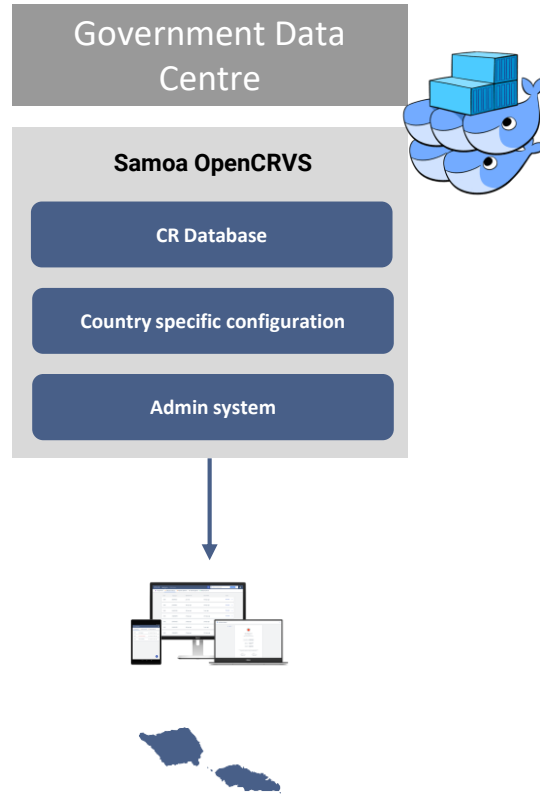 Government Data
Centre
Samoa OpenCRVS
CR Database
Country specific configuration
Admin system